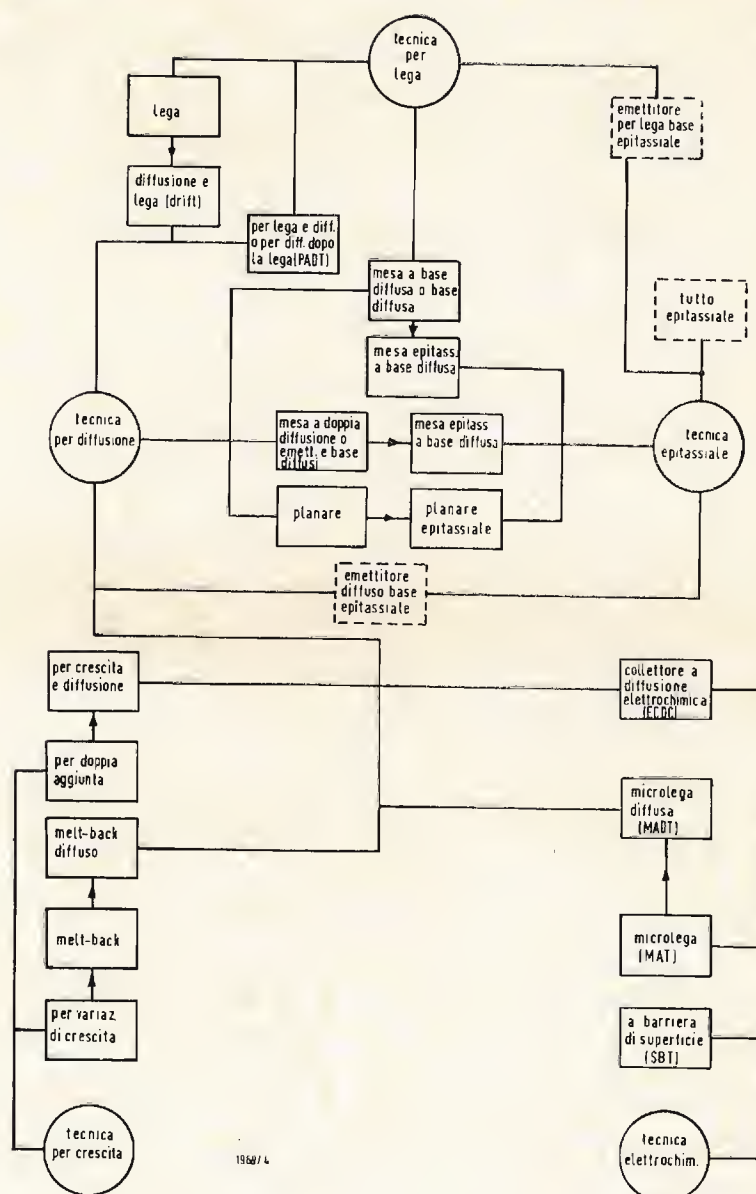 tecnica
per
lega
lega
emettitore
per lega base
epitassiale
diffusione e
lega (drift)
per lega e diff.
o per diff. dopo
la lega (PADT)
mesa a base
diffusa o base
diffusa
tutto
epitassiale
mesa epitass.
a base diffusa
tecnica
per diffusione
mesa a doppia
diffusione o
emett. e base
diffusi
mesa epitass
a base diffusa
tecnica
epitassiale
planare
planare
epitassiale
emettitore
diffuso base
epitassiale
per crescita
e diffusione
collettore a
diffusione
elettrochimica
(ECDC)
per doppia
aggiunta
microlega
diffusa
(MADT)
melt-back
diffuso
melt-back
microlega
(MAT)
per variaz.
di crescita
a barriera
di superficie
(SBT)
tecnica
per crescita
1968/4
tecnica
elettrochim.